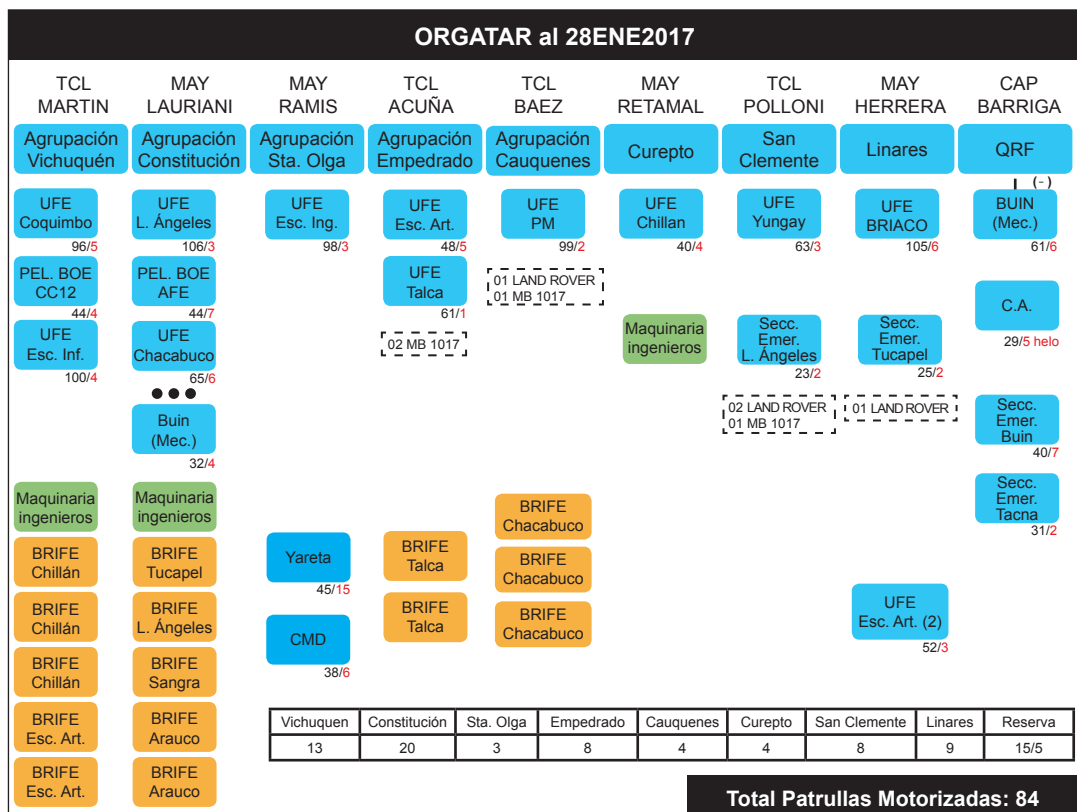 ORGATAR al 28ENE2017
TCL
MARTIN
Agrupación
Vichuquén
UFE
Coquimbo
96/5
PEL. BOE
CC12
44/4
UFE
Esc. Inf.
100/4
Maquinaria
ingenieros
BRIFE
Chillán
BRIFE
Chillán
BRIFE
Chillán
BRIFE
Esc. Art.
BRIFE
Esc. Art.
MAY
LAURIANI
Agrupación
Constitución
UFE
L. Ángeles
106/3
PEL. BOE
AFE
44/7
UFE
Chacabuco
65/6
Buin
(Mec.)
32/4
Maquinaria
ingenieros
BRIFE
Tucapel
BRIFE
L. Ángeles
BRIFE
Sangra
BRIFE
Arauco
BRIFE
Arauco
MAY
RAMIS
Agrupación
Sta. Olga
UFE
Esc. Ing.
98/3
Yareta
45/15
CMD
38/6
TCL
ACUÑA
Agrupación
Empedrado
UFE
Esc. Art.
48/5
UFE
Talca
61/1
02 MB 1017
BRIFE
Talca
BRIFE
Talca
TCL
BAEZ
Agrupación
Cauquenes
UFE
PM
99/2
01 LAND ROVER
01 MB 1017
BRIFE
Chacabuco
BRIFE
Chacabuco
BRIFE
Chacabuco
MAY
RETAMAL
Curepto
UFE
Chillan
40/4
Maquinaria
ingenieros
TCL
POLLONI
San
Clemente
UFE
Yungay
63/3
Secc.
Emer.
L. Ángeles
23/2
02 LAND ROVER
01 MB 1017
MAY
HERRERA
Linares
UFE
BRIACO
105/6
Secc.
Emer.
Tucapel
25/2
01 LAND ROVER
UFE
Esc. Art. (2)
52/3
CAP
BARRIGA
QRF
(-)
BUIN
(Mec.)
61/6
C.A.
29/5 helo
Secc.
Emer.
Buin
40/7
Secc.
Emer.
Tacna
31/2
Vichuquen Constitución Sta. Olga Empedrado Cauquenes Curepto San Clemente Linares Reserva
13 20 3 8 4 4 8 9 15/5
Total Patrullas Motorizadas: 84